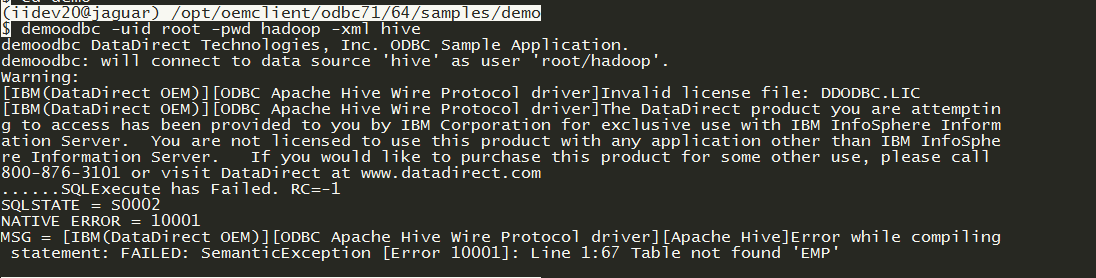 (iidev20@jaguar) /opt/oemclient/odbc71/64/samples/demo
$ demoodbc -uid root -pwd hadoop -xml hive
demoodbc DataDirect Technologies, Inc. ODBC Sample Application.
demoodbc: will connect to data source 'hive' as user 'root/hadoop'.
Warning:
[IBM(DataDirect OEM)][ODBC Apache Hive Wire Protocol driver]Invalid license file: DDODBC.LIC
[IBM(DataDirect OEM)][ODBC Apache Hive Wire Protocol driver]The DataDirect product you are attemptin
g to access has been provided to you by IBM Corporation for exclusive use with IBM InfoSphere Inform
ation Server.  You are not licensed to use this product with any application other than IBM InfoSphe
re Information Server.   If you would like to purchase this product for some other use, please call
800-876-3101 or visit DataDirect at www.datadirect.com
......SQLExecute has Failed. RC=-1
SQLSTATE = S0002
NATIVE ERROR = 10001
MSG = [IBM(DataDirect OEM)][ODBC Apache Hive Wire Protocol driver][Apache Hive]Error while compiling
 statement: FAILED: SemanticException [Error 10001]: Line 1:67 Table not found 'EMP'